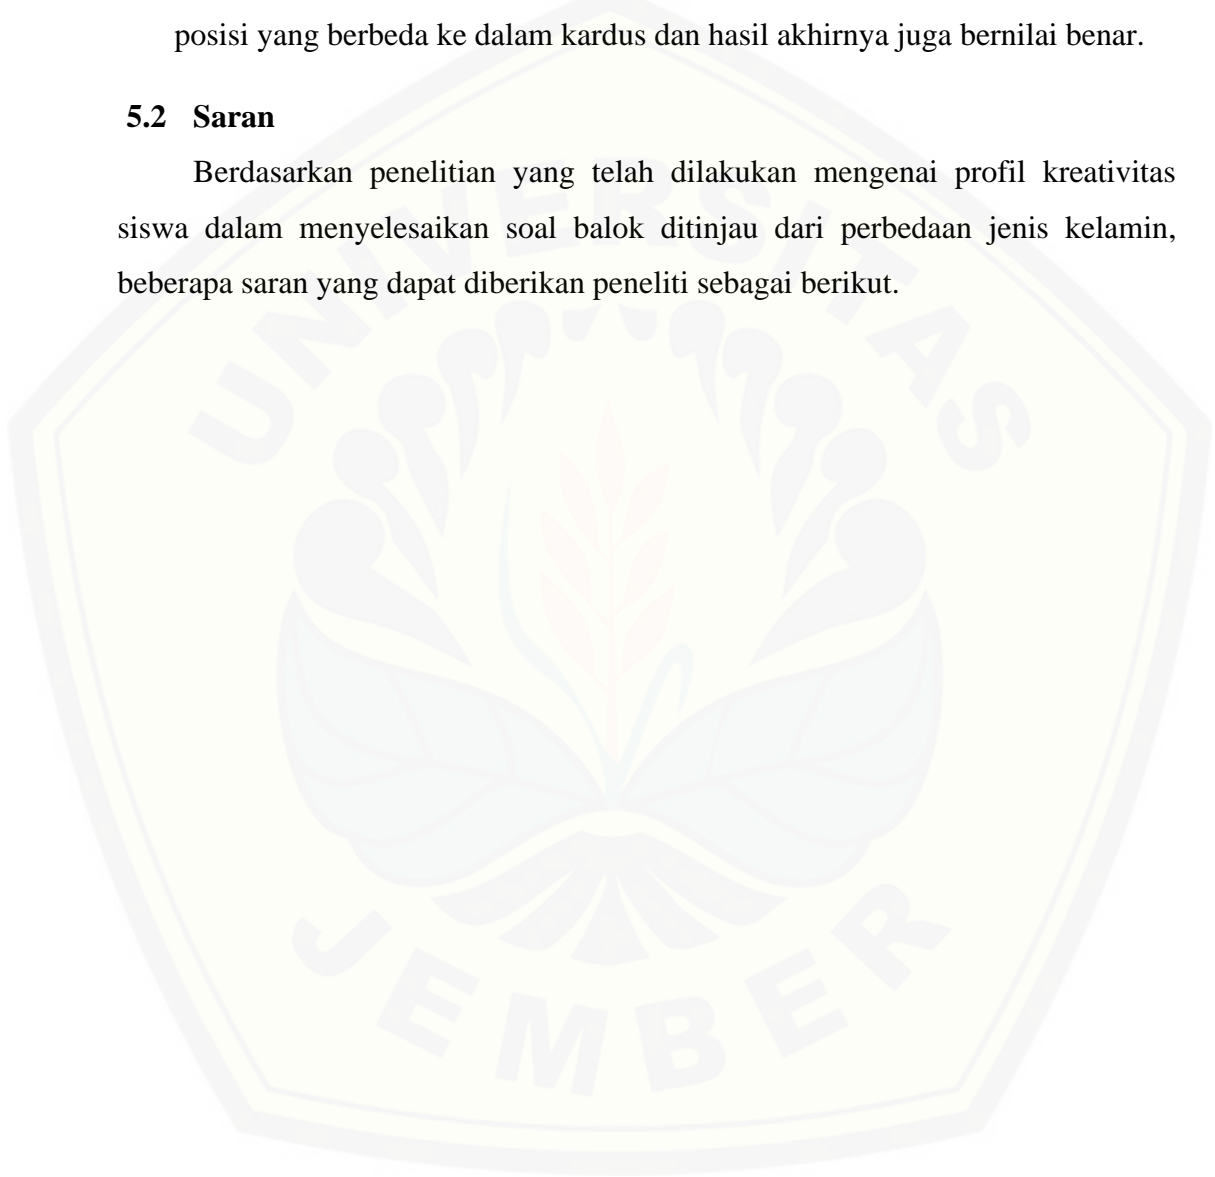 posisi yang berbeda ke dalam kardus dan hasil akhirnya juga bernilai benar.
5.2 Saran
Berdasarkan penelitian yang telah dilakukan mengenai profil kreativitas
siswa dalam menyelesaikan soal balok ditinjau dari perbedaan jenis kelamin,
beberapa saran yang dapat diberikan peneliti sebagai berikut.
UNIVERSITAS
JEMBER